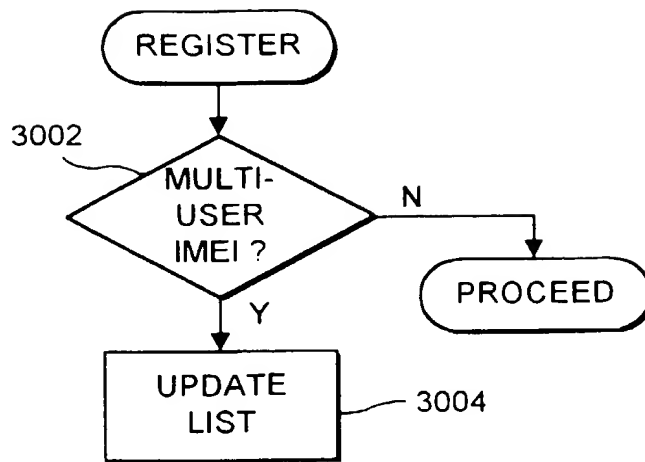 REGISTER
3002
MULTI-
USER
IMEI ?
N
PROCEED
Y
UPDATE
LIST
3004